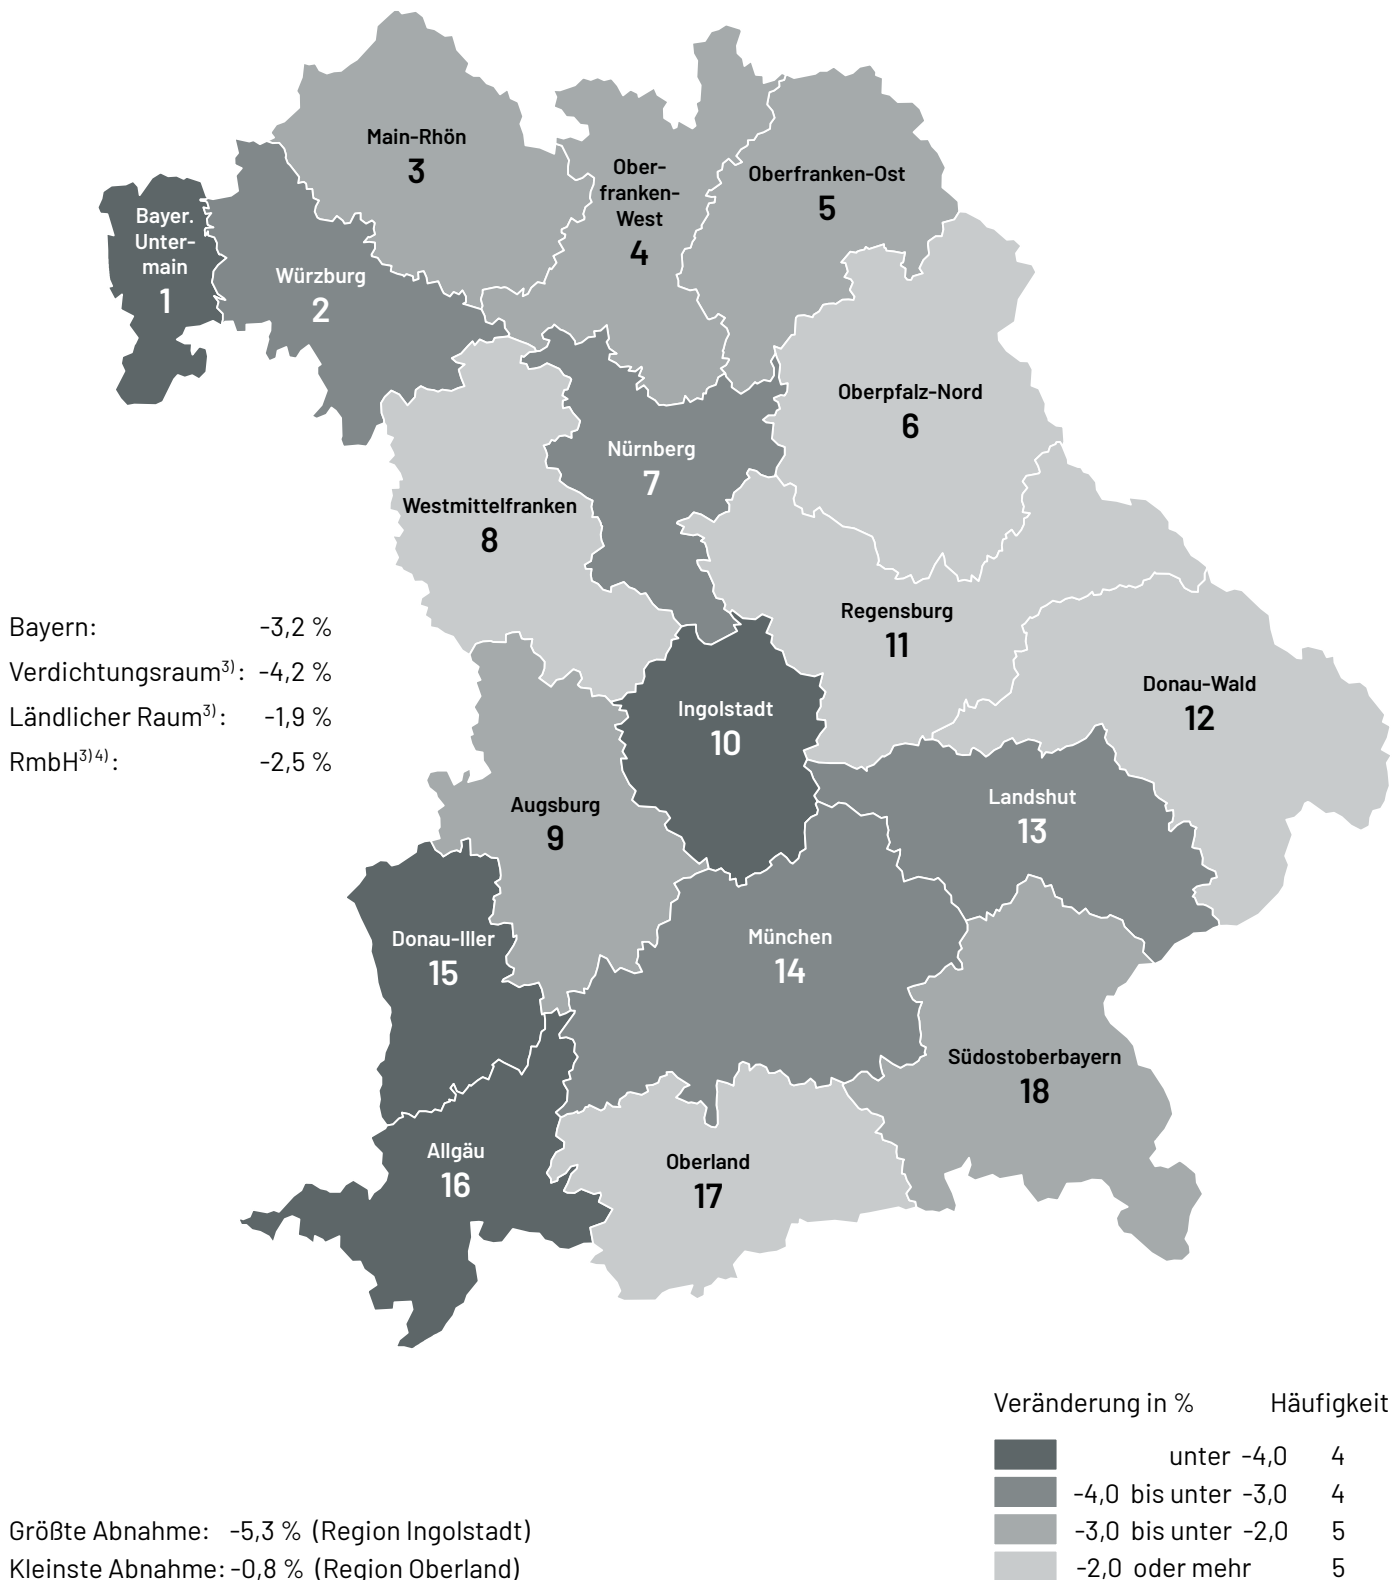 Main-Rhön
3
Ober-
franken-
West
4
Oberfranken-Ost
5
Bayer.
Unter-
main
1
Würzburg
2
Oberpfalz-Nord
6
Nürnberg
7
Westmittelfranken
8
Regensburg
11
Bayern: -3,2 %
Verdichtungsraum3): -4,2 %
Ländlicher Raum3): -1,9 %
RmbH3)4): -2,5 %
Donau-Wald
12
Ingolstadt
10
Landshut
13
Augsburg
9
Donau-Iller
15
München
14
Südostoberbayern
18
Allgäu
16
Oberland
17
Veränderung in % Häufigkeit
unter -4,0 4
-4,0 bis unter -3,0 4
-3,0 bis unter -2,0 5
-2,0 oder mehr 5
Größte Abnahme: -5,3 % (Region Ingolstadt)
Kleinste Abnahme: -0,8 % (Region Oberland)